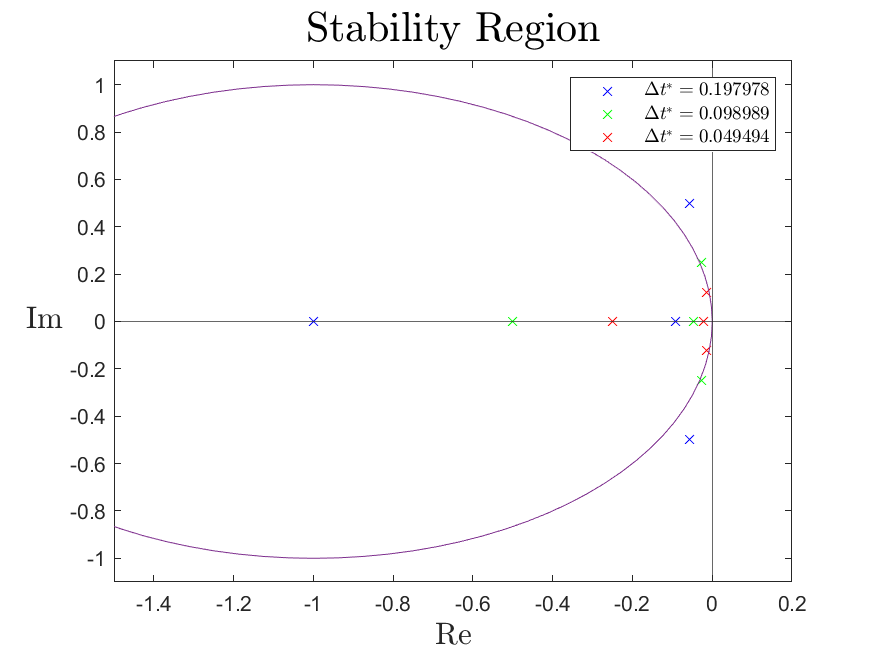 Stability Region
Δt* = 0.197978
Δt* = 0.098989
Δt* = 0.049494
1
0.8
0.6
0.4
0.2
0
-0.2
-0.4
-0.6
-0.8
-1
Im
-1.4 -1.2 -1 -0.8 -0.6 -0.4 -0.2 0 0.2
Re